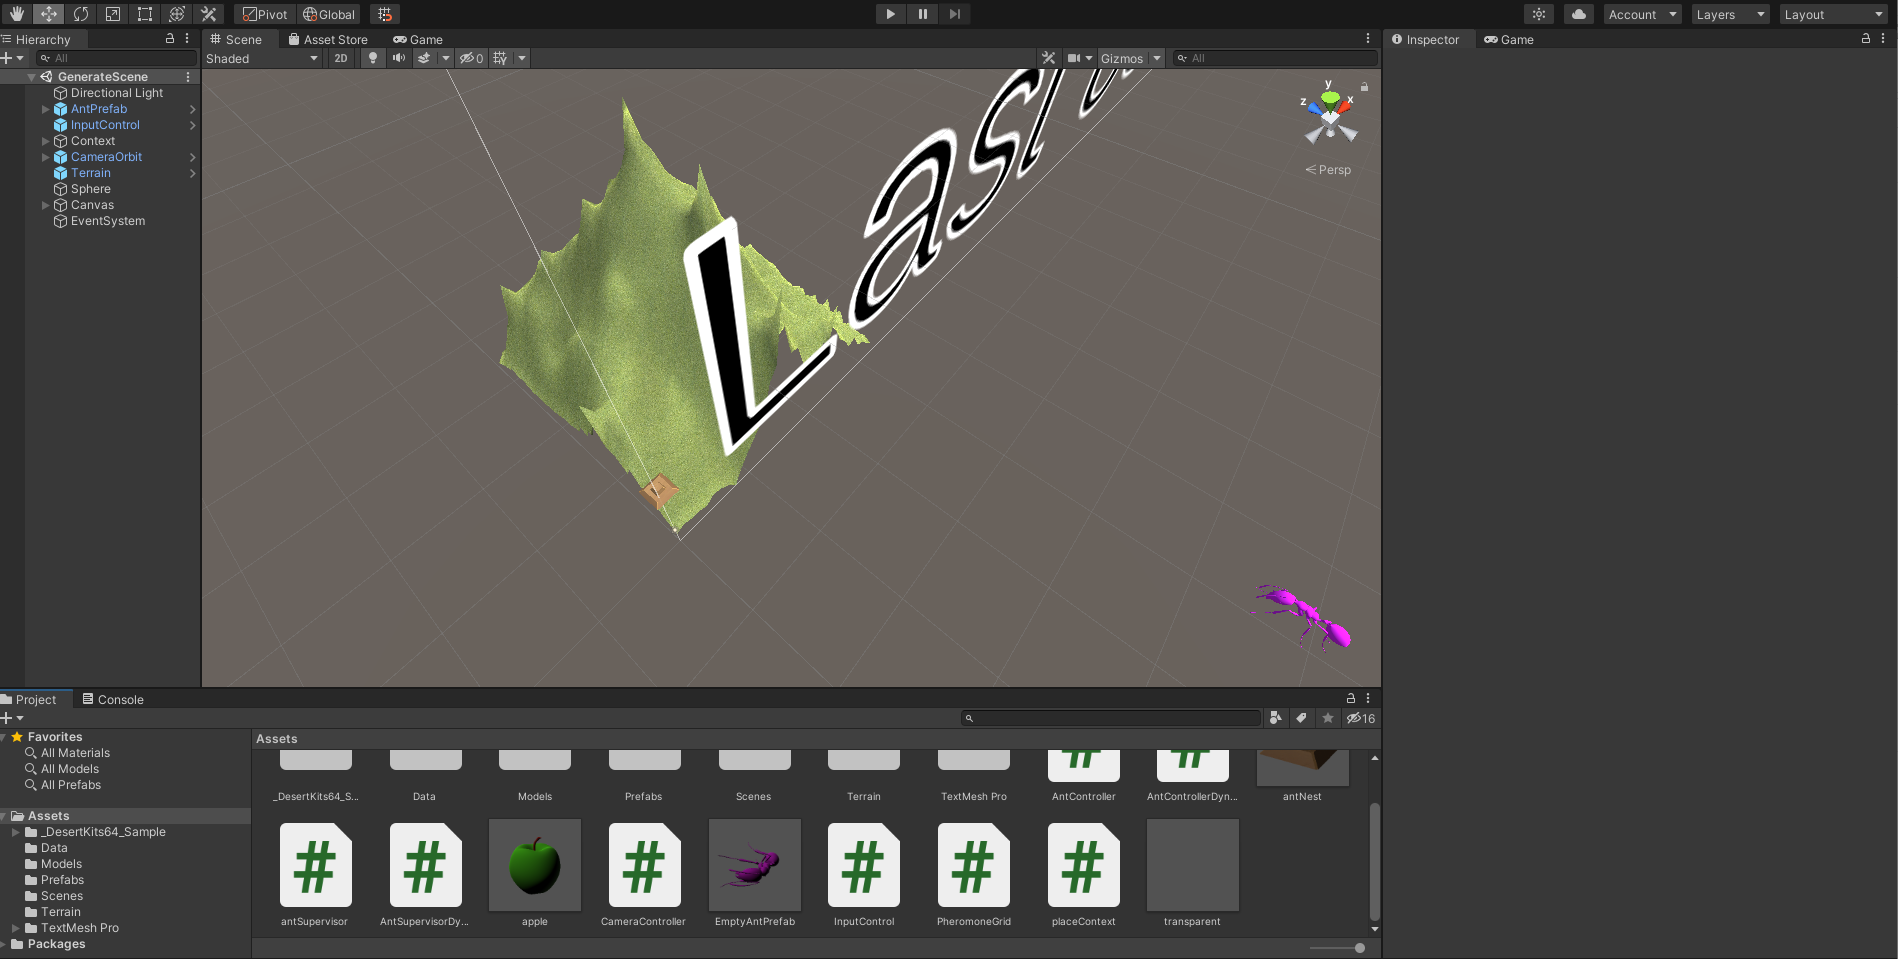 Pivot
Global
Account
Layers
Layout
Hierarchy
All
GenerateScene
Directional Light
AntPrefab
InputControl
Context
CameraOrbit
Terrain
Sphere
Canvas
EventSystem
Scene
Asset Store
Game
Shaded
2D
0
Gizmos
All
y
z
x
Persp
Inspector
Game
Project
Console
16
Favorites
All Materials
All Models
All Prefabs
Assets
_DesertKits64_Sample
Data
Models
Prefabs
Scenes
Terrain
TextMesh Pro
Packages
Assets
_DesertKits64_S...
Data
Models
Prefabs
Scenes
Terrain
TextMesh Pro
AntController
AntControllerDyn...
antNest
antSupervisor
AntSupervisorDy...
apple
CameraController
EmptyAntPrefab
InputControl
PheromoneGrid
placeContext
transparent